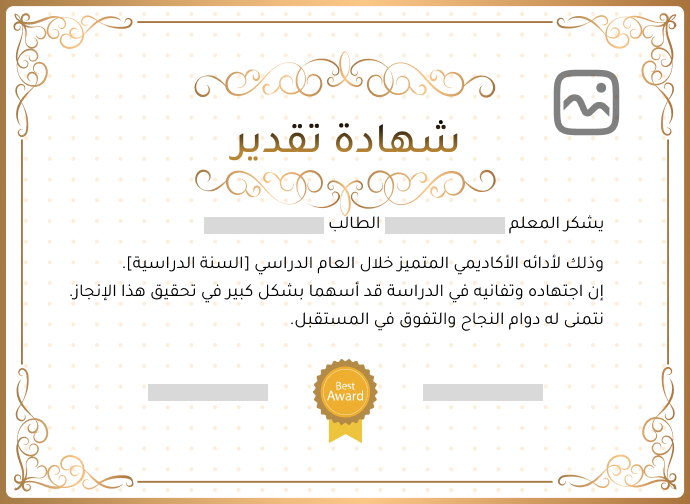 شهادة تقدير
يشكر المعلم الطالب
وذلك لأدائه الأكاديمي المتميز خلال العام الدراسي [السنة الدراسية].
إن اجتهاده وتفانيه في الدراسة قد أسهما بشكل كبير في تحقيق هذا الإنجاز.
نتمنى له دوام النجاح والتفوق في المستقبل.
Best
Award